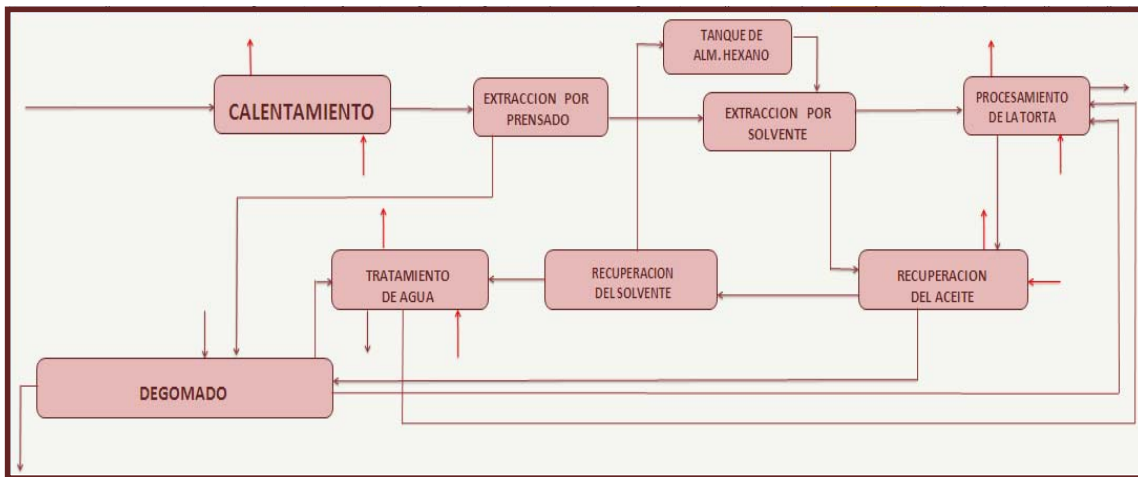 TANQUE DE
ALM. HEXANO
CALENTAMIENTO
EXTRACCION POR
PRENSADO
EXTRACCION POR
SOLVENTE
PROCESAMIENTO
DE LA TORTA
TRATAMIENTO
DE AGUA
RECUPERACION
DEL SOLVENTE
RECUPERACION
DEL ACEITE
DEGOMADO